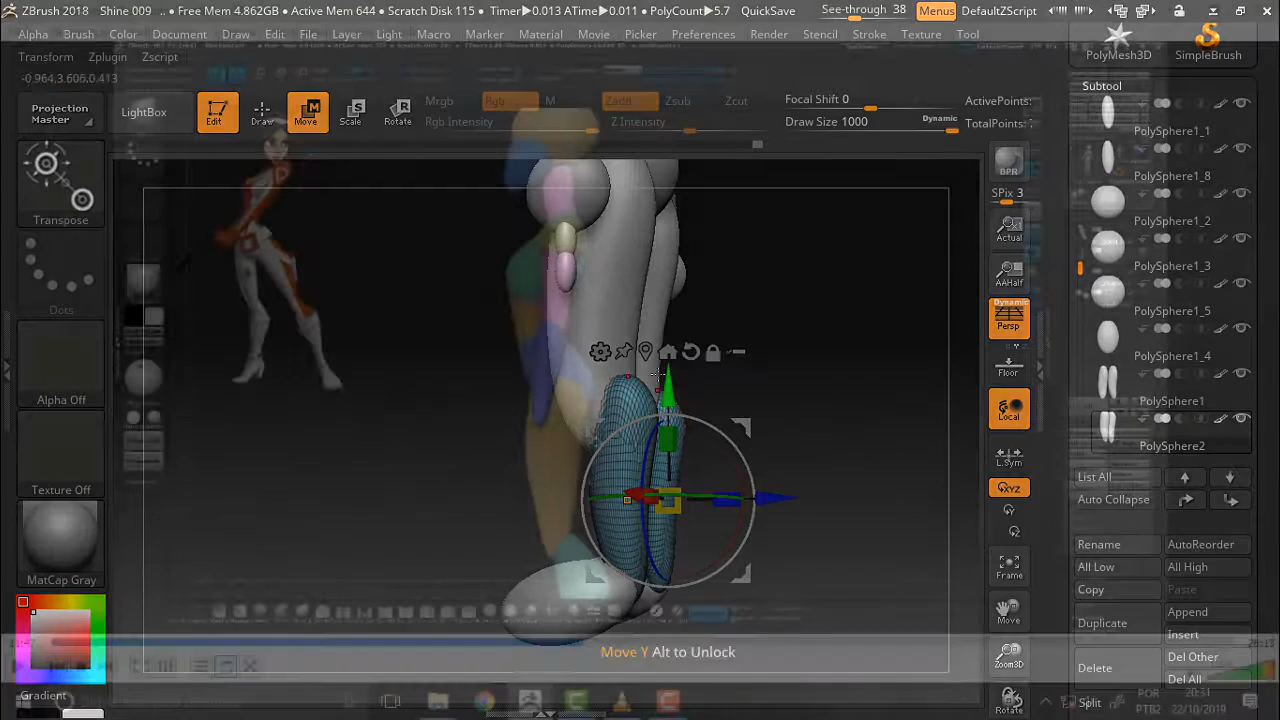 ZBrush 2018 Shine 009 .. • Free Mem 4.862GB • Active Mem 644 • Scratch Disk 115 • Timer▶0.013 ATime▶0.011 • PolyCount▶5.7 QuickSave See-through 38 Menus DefaultZScript
Alpha Brush Color Document Draw Edit File Layer Light Macro Marker Material Movie Picker Preferences Render Stencil Stroke Texture Tool
Transform Zplugin Zscript
PolyMesh3D SimpleBrush
-0.964,3.606,0.413
Subtool
Projection Master
LightBox
Edit Draw Move Scale Rotate
Mrgb Rgb M Zadd Zsub Zcut
Rgb Intensity Z Intensity
Focal Shift 0
Draw Size 1000 Dynamic
ActivePoints:
TotalPoints:
PolySphere1_1
PolySphere1_8
PolySphere1_2
PolySphere1_3
PolySphere1_5
PolySphere1_4
PolySphere1
PolySphere2
BPR
SPix 3
Actual
AAHalf
Dynamic
Persp
Floor
Local
L.Sym
XYZ
Frame
Move
Zoom3D
Rotate
Transpose
Dots
Alpha Off
Texture Off
MatCap Gray
Gradient
List All
Auto Collapse
Rename AutoReorder
All Low All High
Copy Paste
Duplicate Append
Insert
Delete Del Other
Del All
Split
Move Y Alt to Unlock
POR
PTB2
20:31
22/10/2019